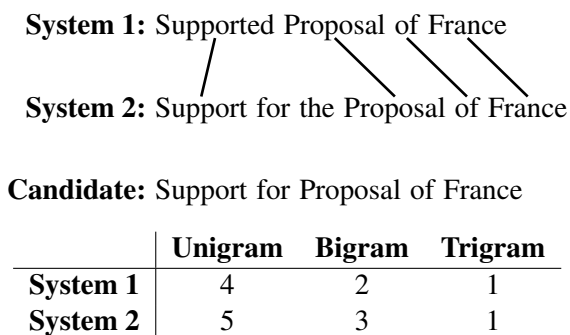 System 1: Supported Proposal of France
System 2: Support for the Proposal of France
Candidate: Support for Proposal of France
Unigram Bigram Trigram
System 1 4 2 1
System 2 5 3 1